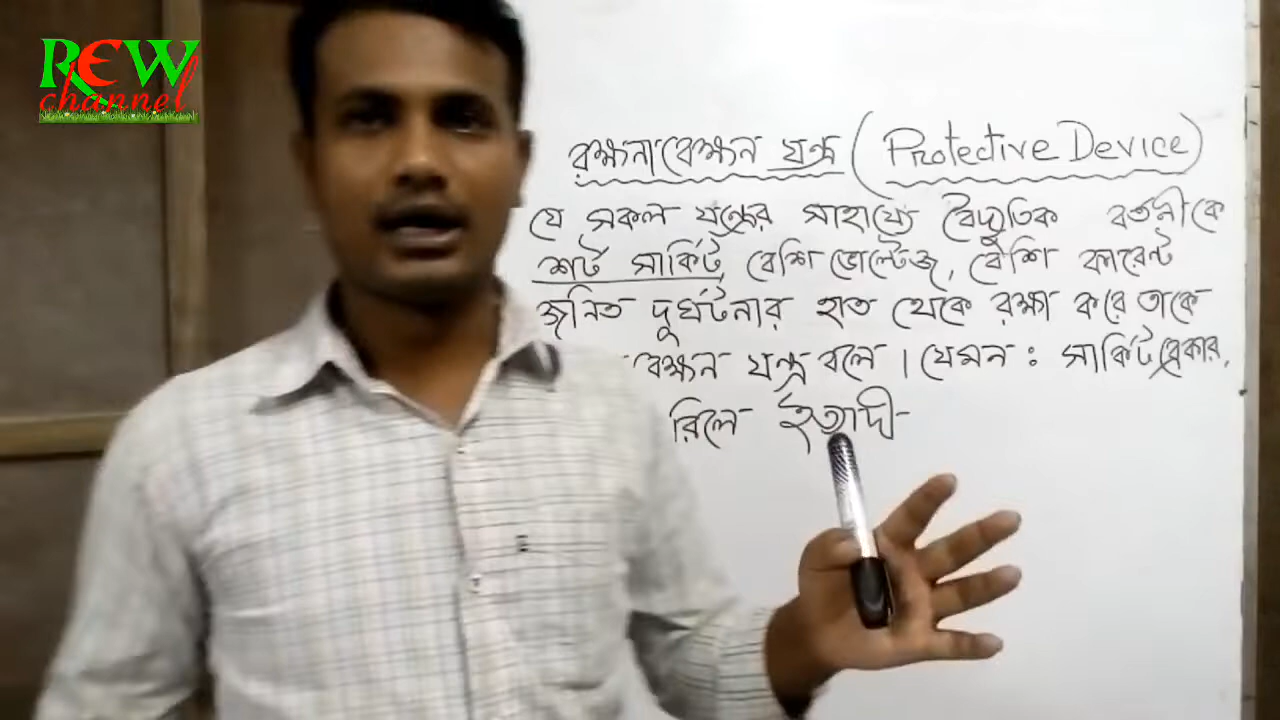 REW
channel
রক্ষনাবেক্ষন যন্ত্র (Protective Device)
যে সকল যন্ত্রের সাহায্যে বৈদ্যুতিক বর্তনীকে
শর্ট সার্কিট, বেশি ভোল্টেজ, বেশি কারেন্ট
জনিত দুর্ঘটনার হাত থেকে রক্ষা করে তাকে
বেক্ষন যন্ত্র বলে । যেমন : সার্কিট ব্রেকার,
রিলে ইত্যাদী